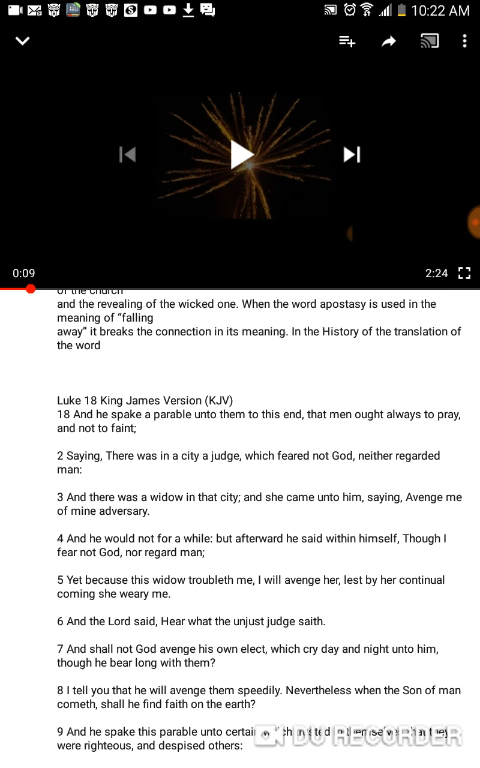 10:22 AM
0:09
2:24
of the church
and the revealing of the wicked one. When the word apostasy is used in the
meaning of “falling
away” it breaks the connection in its meaning. In the History of the translation of
the word
Luke 18 King James Version (KJV)
18 And he spake a parable unto them to this end, that men ought always to pray,
and not to faint;
2 Saying, There was in a city a judge, which feared not God, neither regarded
man:
3 And there was a widow in that city; and she came unto him, saying, Avenge me
of mine adversary.
4 And he would not for a while: but afterward he said within himself, Though I
fear not God, nor regard man;
5 Yet because this widow troubleth me, I will avenge her, lest by her continual
coming she weary me.
6 And the Lord said, Hear what the unjust judge saith.
7 And shall not God avenge his own elect, which cry day and night unto him,
though he bear long with them?
8 I tell you that he will avenge them speedily. Nevertheless when the Son of man
cometh, shall he find faith on the earth?
9 And he spake this parable unto certain which trusted in themselves that they
were righteous, and despised others:
DU RECORDER